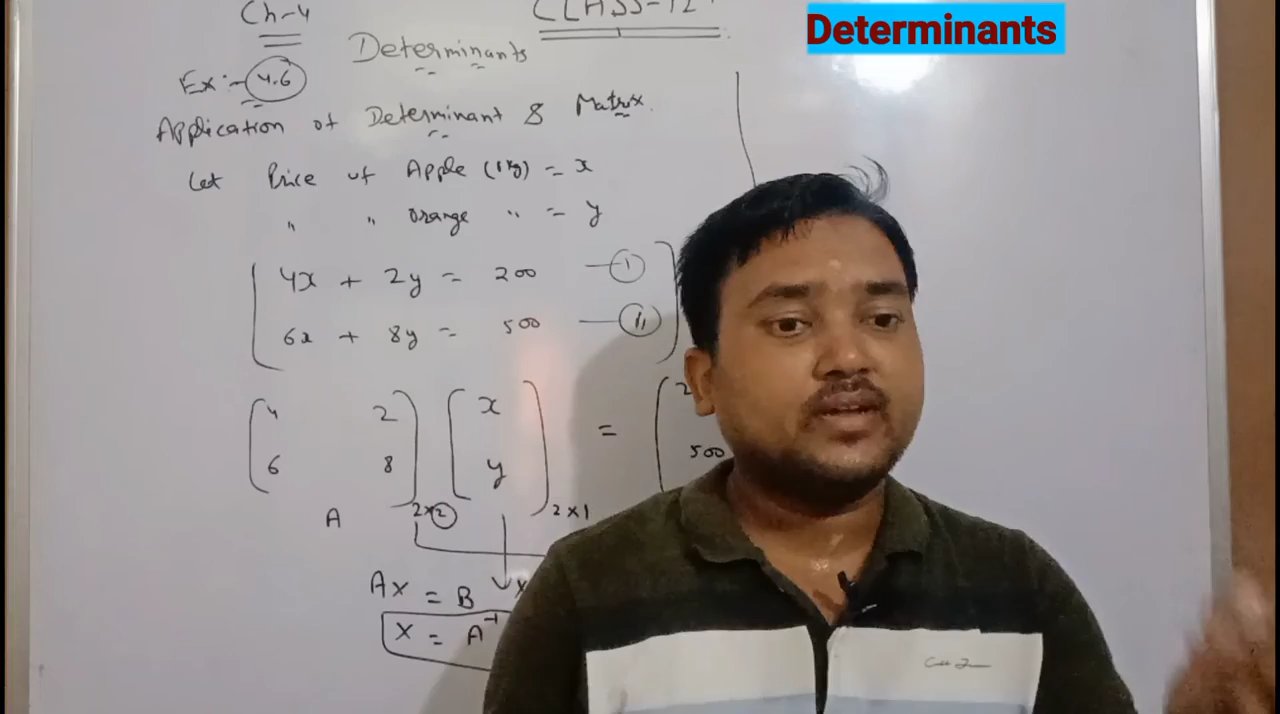 Determinants
Ch-4
CLASS-12
Determinants
Ex:- 4.6
Application of Determinant & Matrix.
Let Price of Apple (1kg) = x
" " orange " = y
4x + 2y = 200 — (i)
6x + 8y = 500 — (ii)
4 2 x = 2
6 8 y 500
A 2×2 2×1
AX = B X
X = A⁻¹